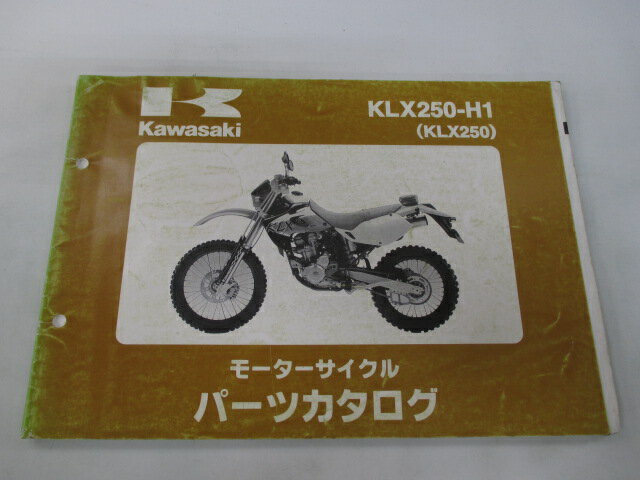 Kawasaki
KLX250-H1
(KLX250)
モーターサイクル
パーツカタログ